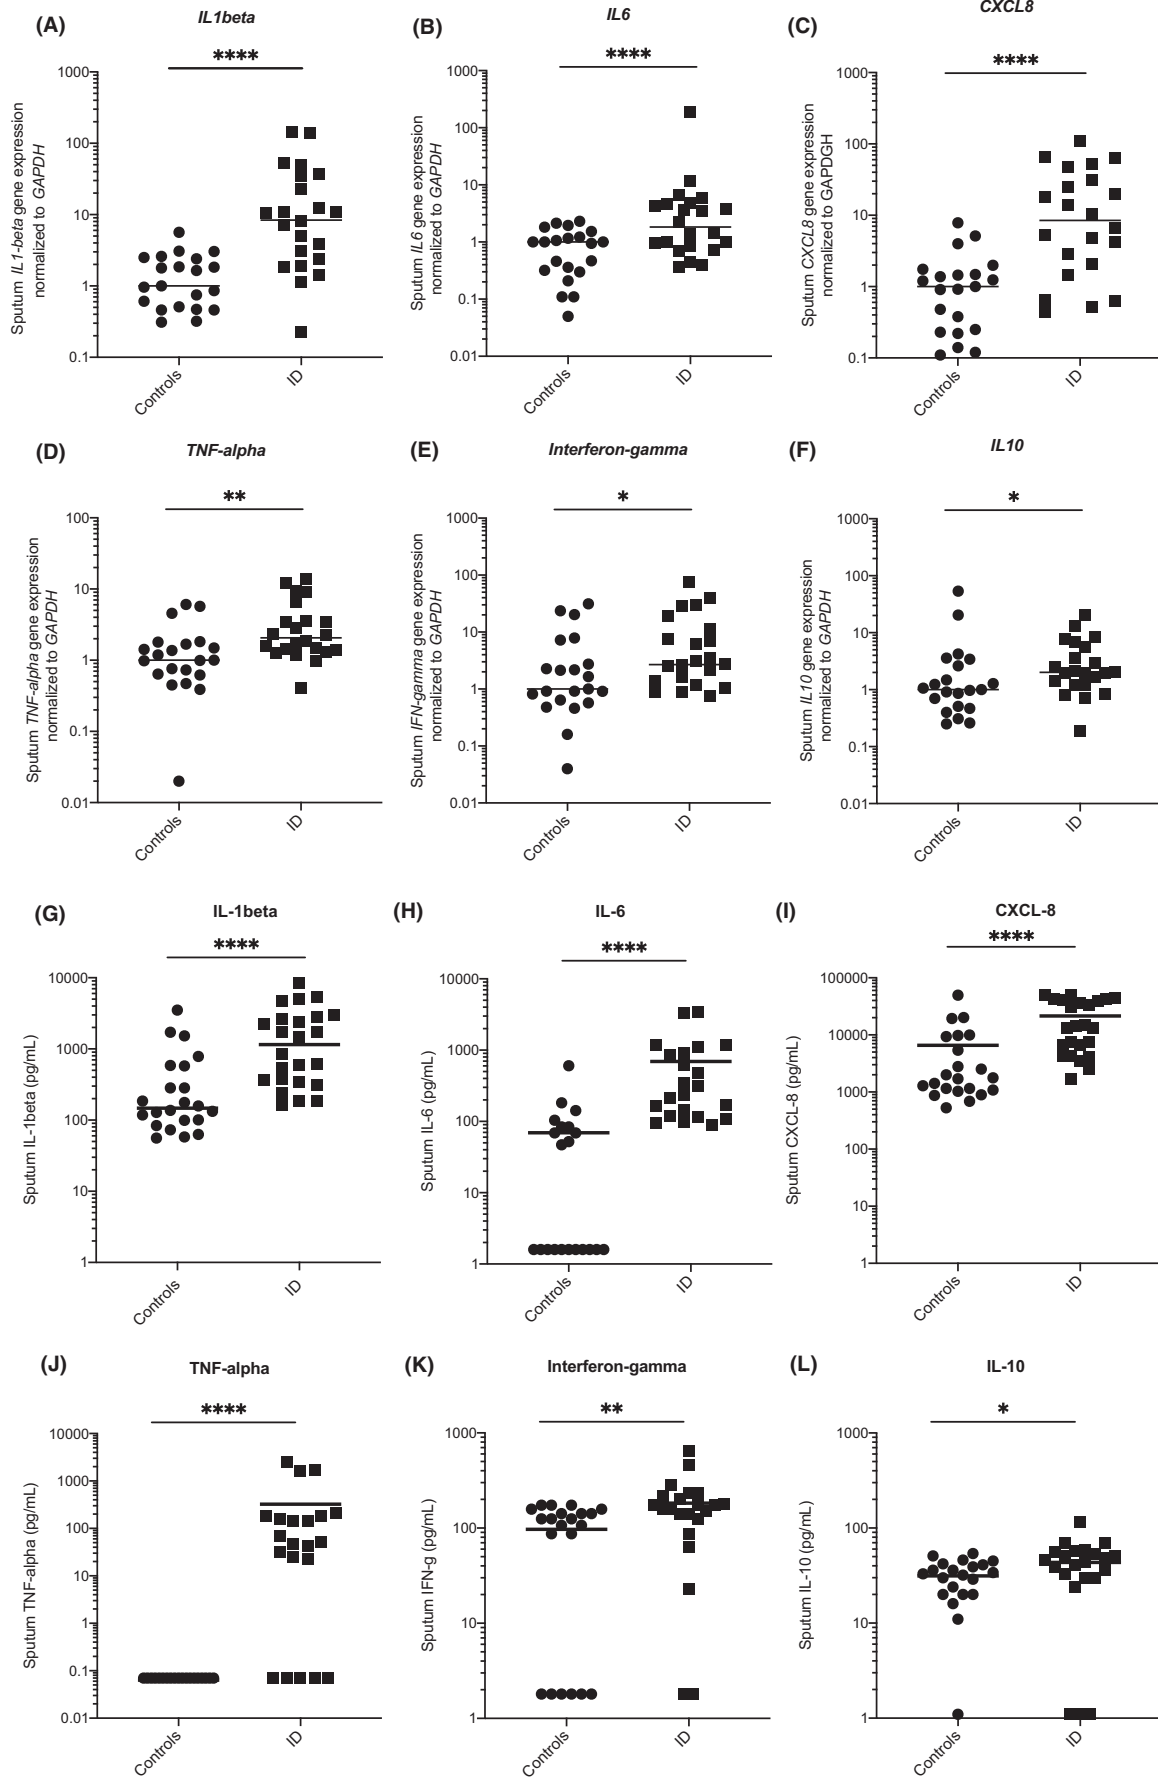 (A)
IL1beta
****
Sputum IL1-beta gene expression
normalized to GAPDH
1000
100
10
1
0.1
Controls
ID
(B)
IL6
****
Sputum IL6 gene expression
normalized to GAPDH
1000
100
10
1
0.1
0.01
Controls
ID
(C)
CXCL8
****
Sputum CXCL8 gene expression
normalized to GAPDGH
1000
100
10
1
0.1
Controls
ID
(D)
TNF-alpha
**
Sputum TNF-alpha gene expression
normalized to GAPDH
100
10
1
0.1
0.01
Controls
ID
(E)
Interferon-gamma
*
Sputum IFN-gamma gene expression
normalized to GAPDH
1000
100
10
1
0.1
0.01
Controls
ID
(F)
IL10
*
Sputum IL10 gene expression
normalized to GAPDH
1000
100
10
1
0.1
0.01
Controls
ID
(G)
IL-1beta
****
Sputum IL-1beta (pg/mL)
10000
1000
100
10
1
Controls
ID
(H)
IL-6
****
Sputum IL-6 (pg/mL)
10000
1000
100
10
1
Controls
ID
(I)
CXCL-8
****
Sputum CXCL-8 (pg/mL)
100000
10000
1000
100
10
1
Controls
ID
(J)
TNF-alpha
****
Sputum TNF-alpha (pg/mL)
10000
1000
100
10
1
0.1
0.01
Controls
ID
(K)
Interferon-gamma
**
Sputum IFN-g (pg/mL)
1000
100
10
1
Controls
ID
(L)
IL-10
*
Sputum IL-10 (pg/mL)
1000
100
10
1
Controls
ID